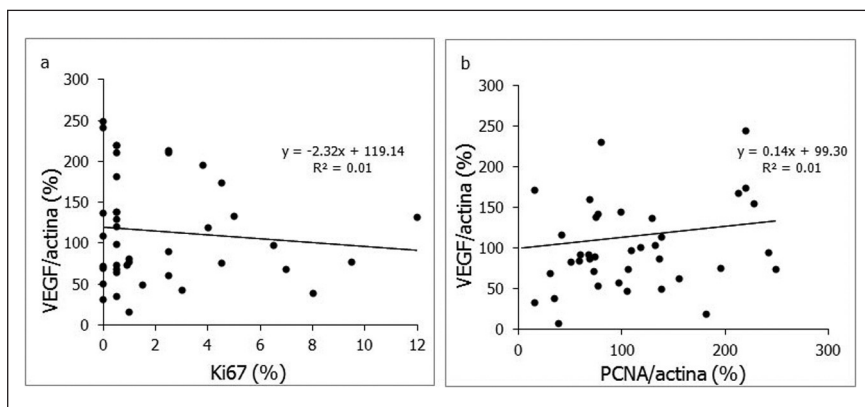 a
VEGF/actina (%)
300
250
200
150
100
50
0
y = -2.32x + 119.14
R² = 0.01
0 2 4 6 8 10 12
Ki67 (%)
b
VEGF/actina (%)
300
250
200
150
100
50
0
y = 0.14x + 99.30
R² = 0.01
0 100 200 300
PCNA/actina (%)